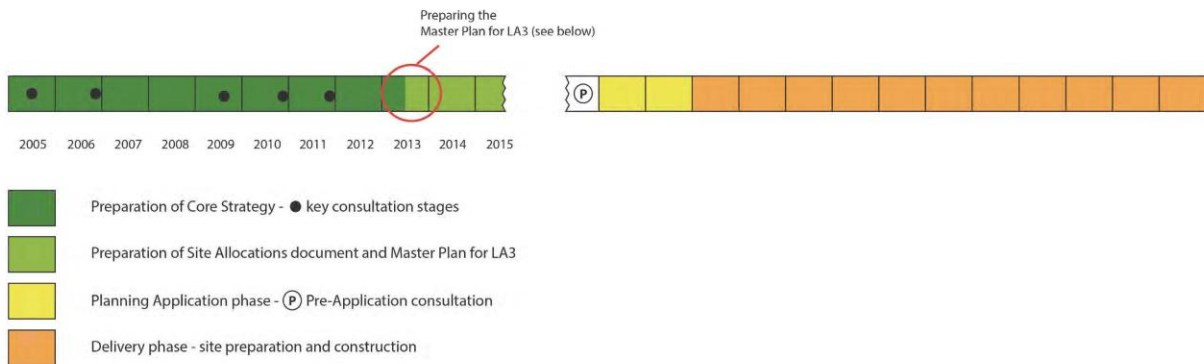 Preparing the
Master Plan for LA3 (see below)
P
2005 2006 2007 2008 2009 2010 2011 2012 2013 2014 2015
Preparation of Core Strategy - ● key consultation stages
Preparation of Site Allocations document and Master Plan for LA3
Planning Application phase - Ⓟ Pre-Application consultation
Delivery phase - site preparation and construction